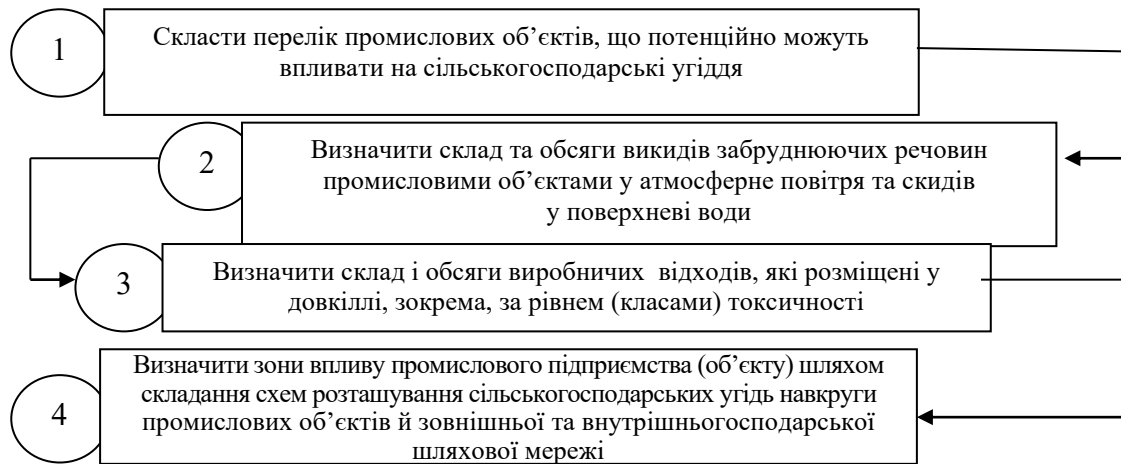 1
Скласти перелік промислових об’єктів, що потенційно можуть
впливати на сільськогосподарські угіддя
2
Визначити склад та обсяги викидів забруднюючих речовин
промисловими об’єктами у атмосферне повітря та скидів
у поверхневі води
3
Визначити склад і обсяги виробничих відходів, які розміщені у
довкіллі, зокрема, за рівнем (класами) токсичності
4
Визначити зони впливу промислового підприємства (об’єкту) шляхом
складання схем розташування сільськогосподарських угідь навкруги
промислових об’єктів й зовнішньої та внутрішньогосподарської
шляхової мережі